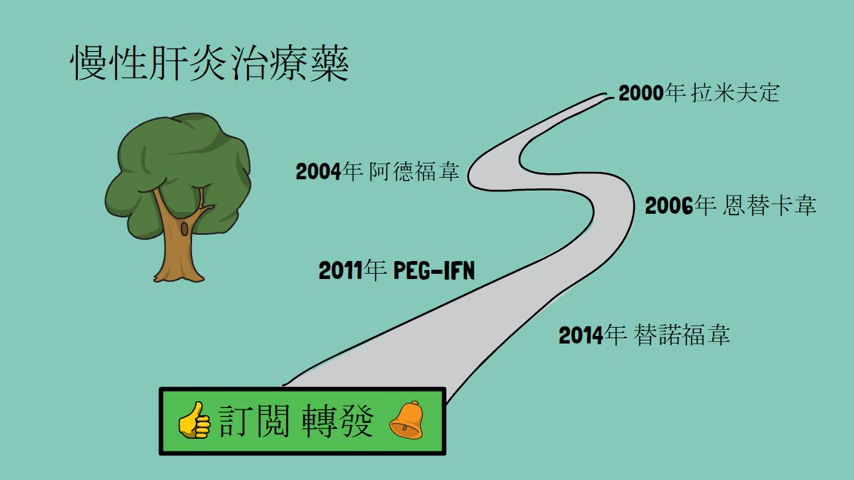 慢性肝炎治療藥
2000年 拉米夫定
2004年 阿德福韋
2006年 恩替卡韋
2011年 PEG-IFN
2014年 替諾福韋
訂閱 轉發